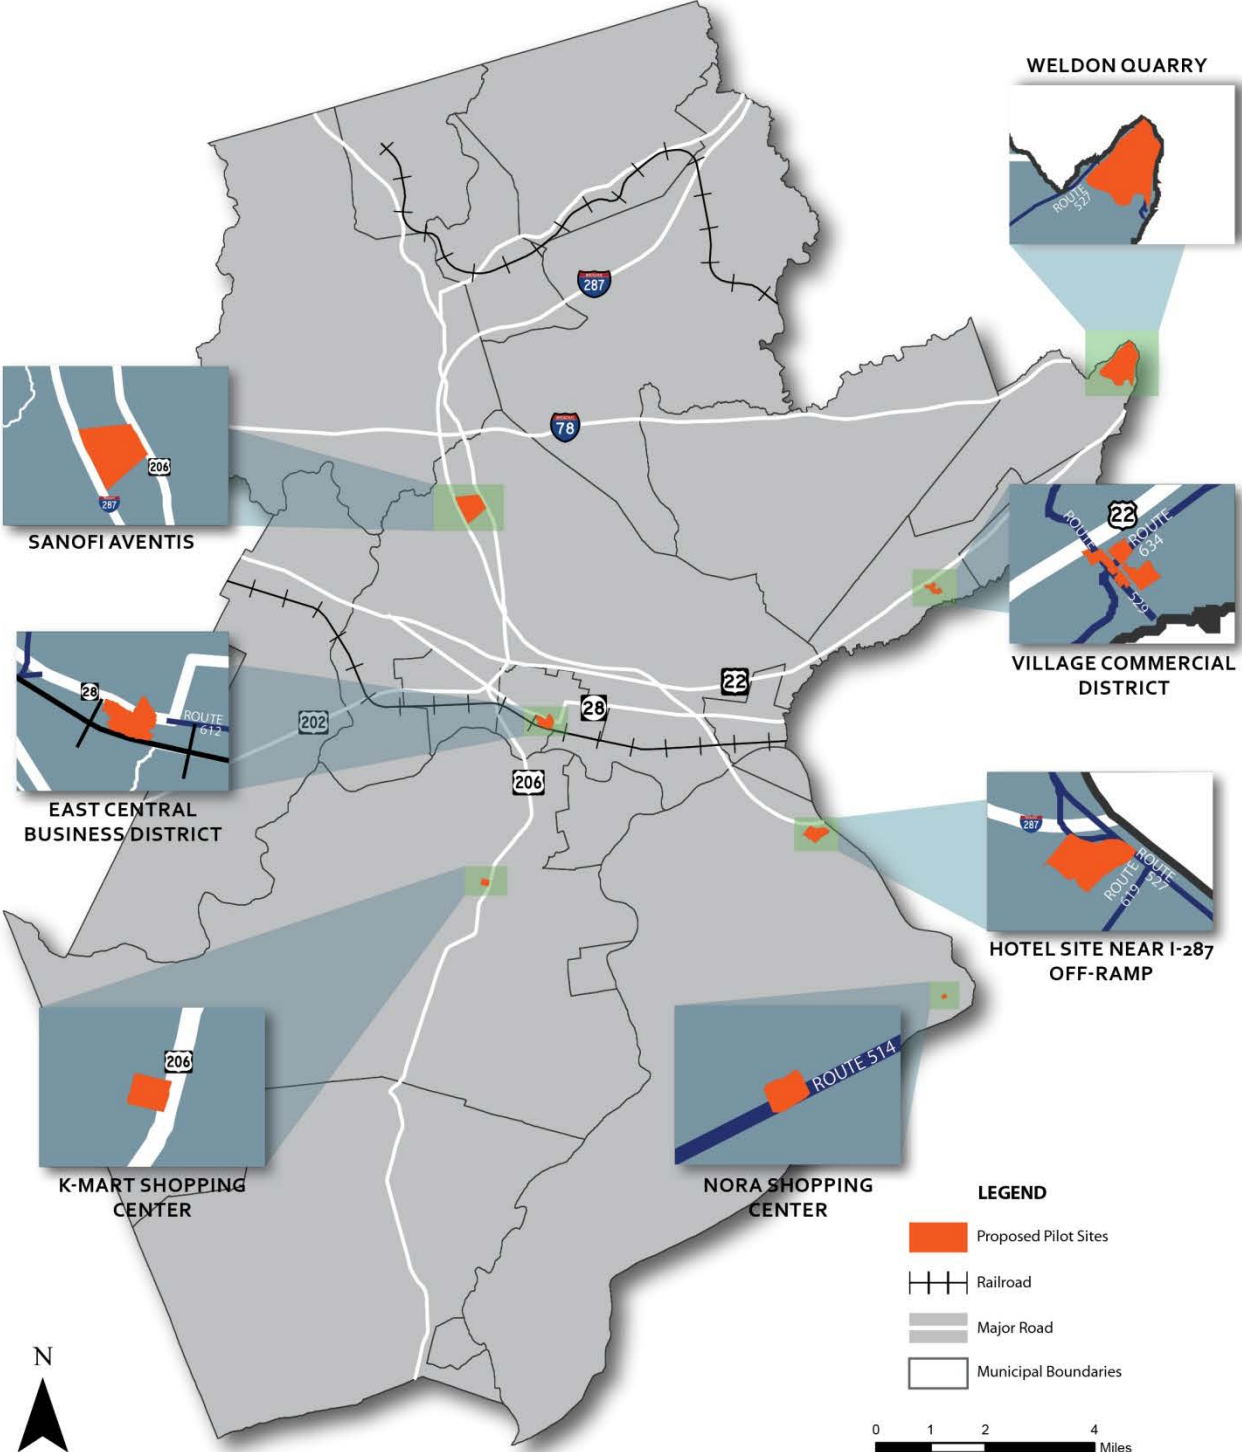 WELDON QUARRY
ROUTE
527
287
78
206
287
SANOFI AVENTIS
22
ROUTE
634
ROUTE
529
VILLAGE COMMERCIAL
DISTRICT
22
28
202
206
28
ROUTE
612
EAST CENTRAL
BUSINESS DISTRICT
287
ROUTE
527
ROUTE
619
HOTEL SITE NEAR I-287
OFF-RAMP
206
K-MART SHOPPING
CENTER
ROUTE 514
NORA SHOPPING
CENTER
LEGEND
Proposed Pilot Sites
Railroad
Major Road
Municipal Boundaries
N
0 1 2 4
Miles